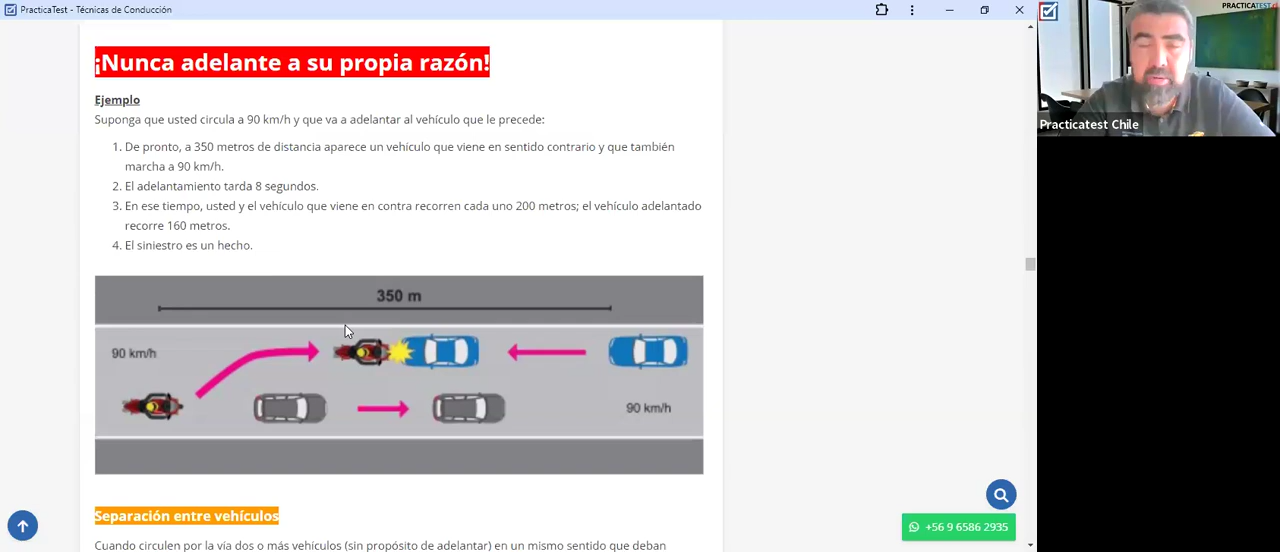 PracticaTest - Técnicas de Conducción
PRACTICATEST
¡Nunca adelante a su propia razón!
Ejemplo
Suponga que usted circula a 90 km/h y que va a adelantar al vehículo que le precede:
1. De pronto, a 350 metros de distancia aparece un vehículo que viene en sentido contrario y que también
marcha a 90 km/h.
2. El adelantamiento tarda 8 segundos.
3. En ese tiempo, usted y el vehículo que viene en contra recorren cada uno 200 metros; el vehículo adelantado
recorre 160 metros.
4. El siniestro es un hecho.
350 m
90 km/h
90 km/h
Separación entre vehículos
Cuando circulen por la vía dos o más vehículos (sin propósito de adelantar) en un mismo sentido que deban
+56 9 6586 2935
Practicatest Chile